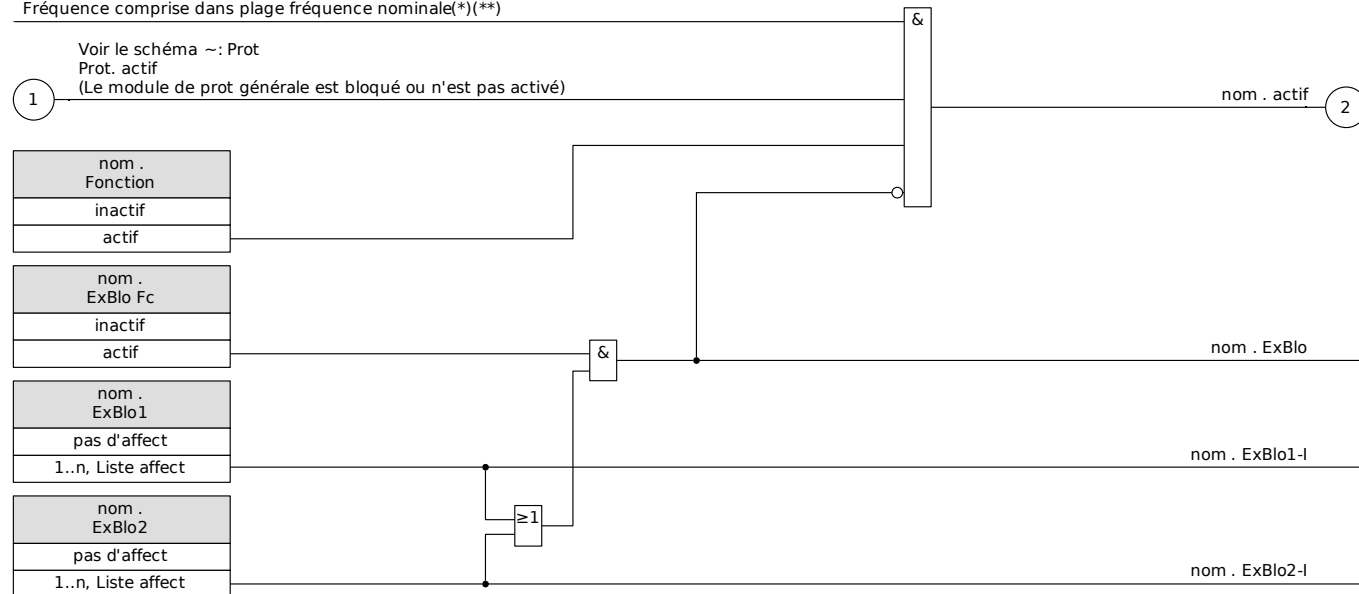 Fréquence comprise dans plage fréquence nominale(*)(**)
&
Voir le schéma ~: Prot
Prot. actif
(Le module de prot générale est bloqué ou n'est pas activé)
1
nom . actif
2
nom .
Fonction
inactif
actif
nom .
ExBlo Fc
inactif
actif
&
nom . ExBlo
nom .
ExBlo1
pas d'affect
1..n, Liste affect
nom . ExBlo1-I
nom .
ExBlo2
≥1
pas d'affect
1..n, Liste affect
nom . ExBlo2-I